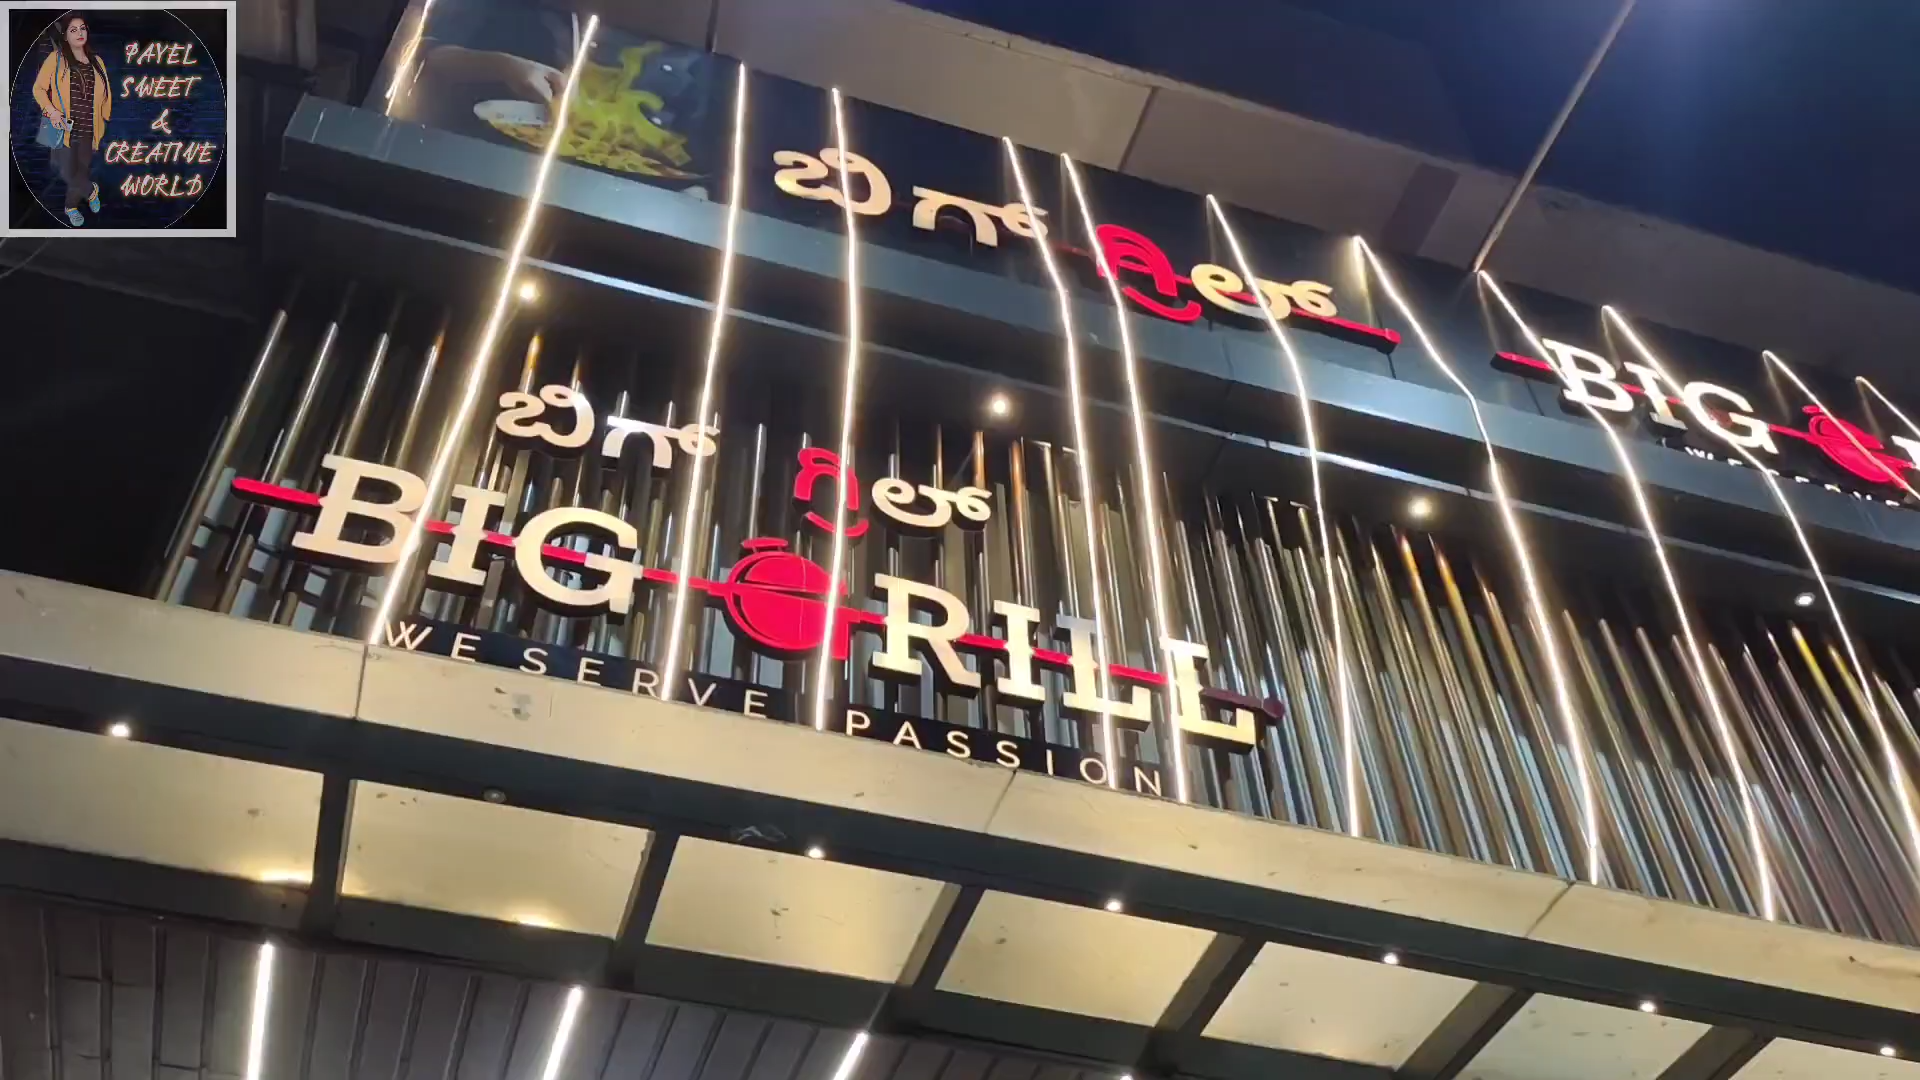 PAYEL
SWEET
&
CREATIVE
WORLD
ಬಿಗ್ ಗ್ರಿಲ್
BIG
ಬಿಗ್ ಗ್ರಿಲ್
BIG GRILL
WE SERVE PASSION